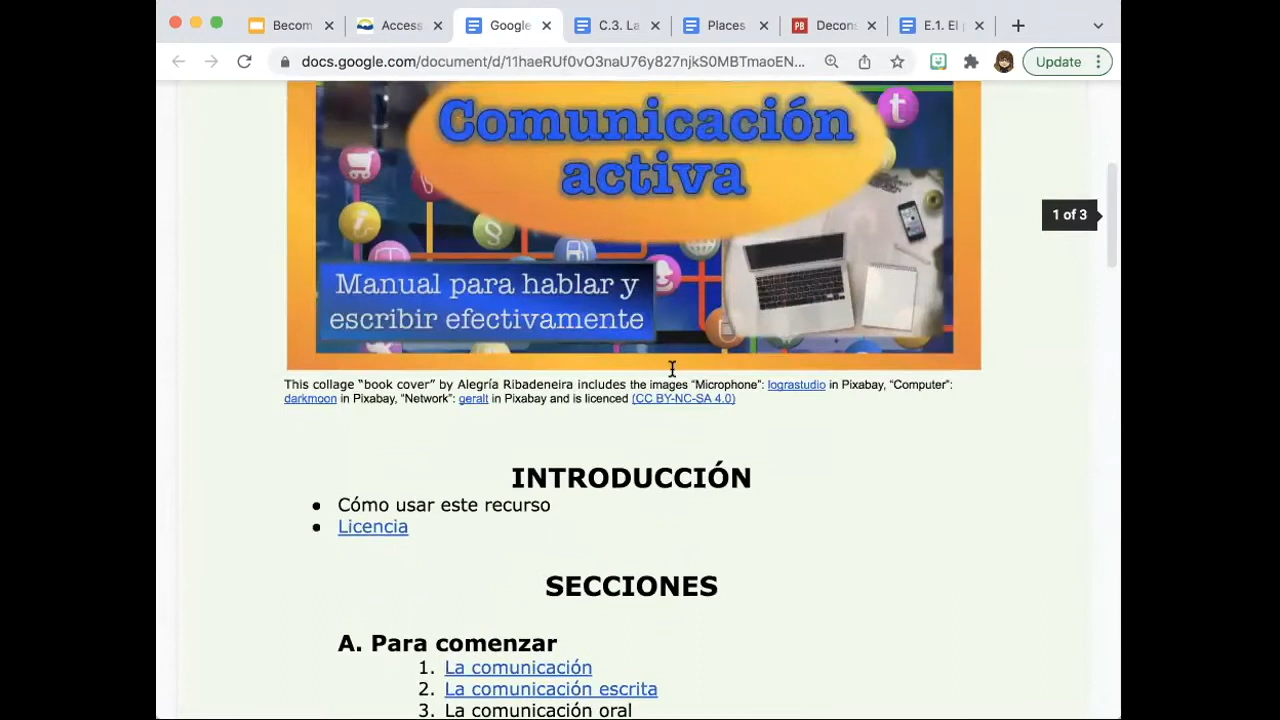 Becom
Access
Google
C.3. La
Places
PB
Decons
E.1. El p
docs.google.com/document/d/11haeRUf0vO3naU76y827njkS0MBTmaoEN...
Update
Comunicación
activa
t
§
Manual para hablar y
escribir efectivamente
1 of 3
This collage “book cover” by Alegría Ribadeneira includes the images “Microphone”: lograstudio in Pixabay, “Computer”:
darkmoon in Pixabay, “Network”: geralt in Pixabay and is licenced (CC BY-NC-SA 4.0)
INTRODUCCIÓN
• Cómo usar este recurso
• Licencia
SECCIONES
A. Para comenzar
1. La comunicación
2. La comunicación escrita
3. La comunicación oral